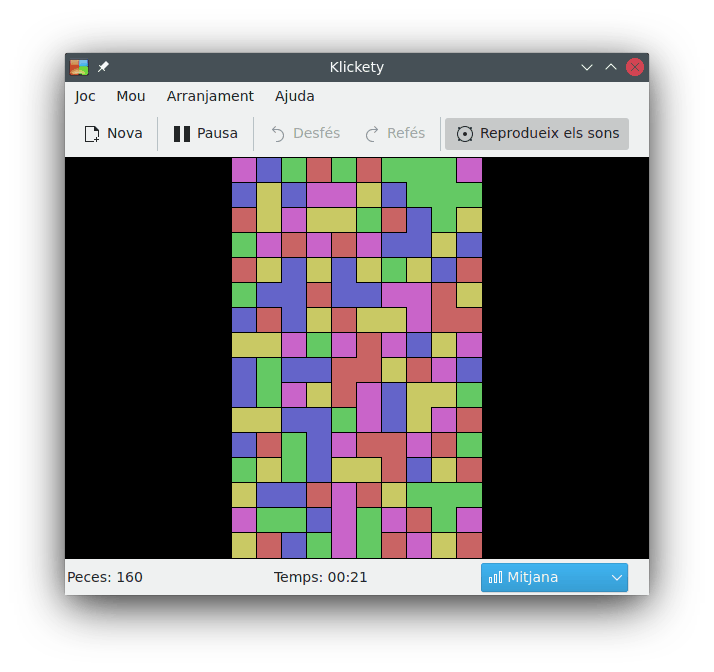 Klickety
Joc Mou Arranjament Ajuda
Nova Pausa Desfés Refés Reprodueix els sons
Peces: 160 Temps: 00:21 Mitjana